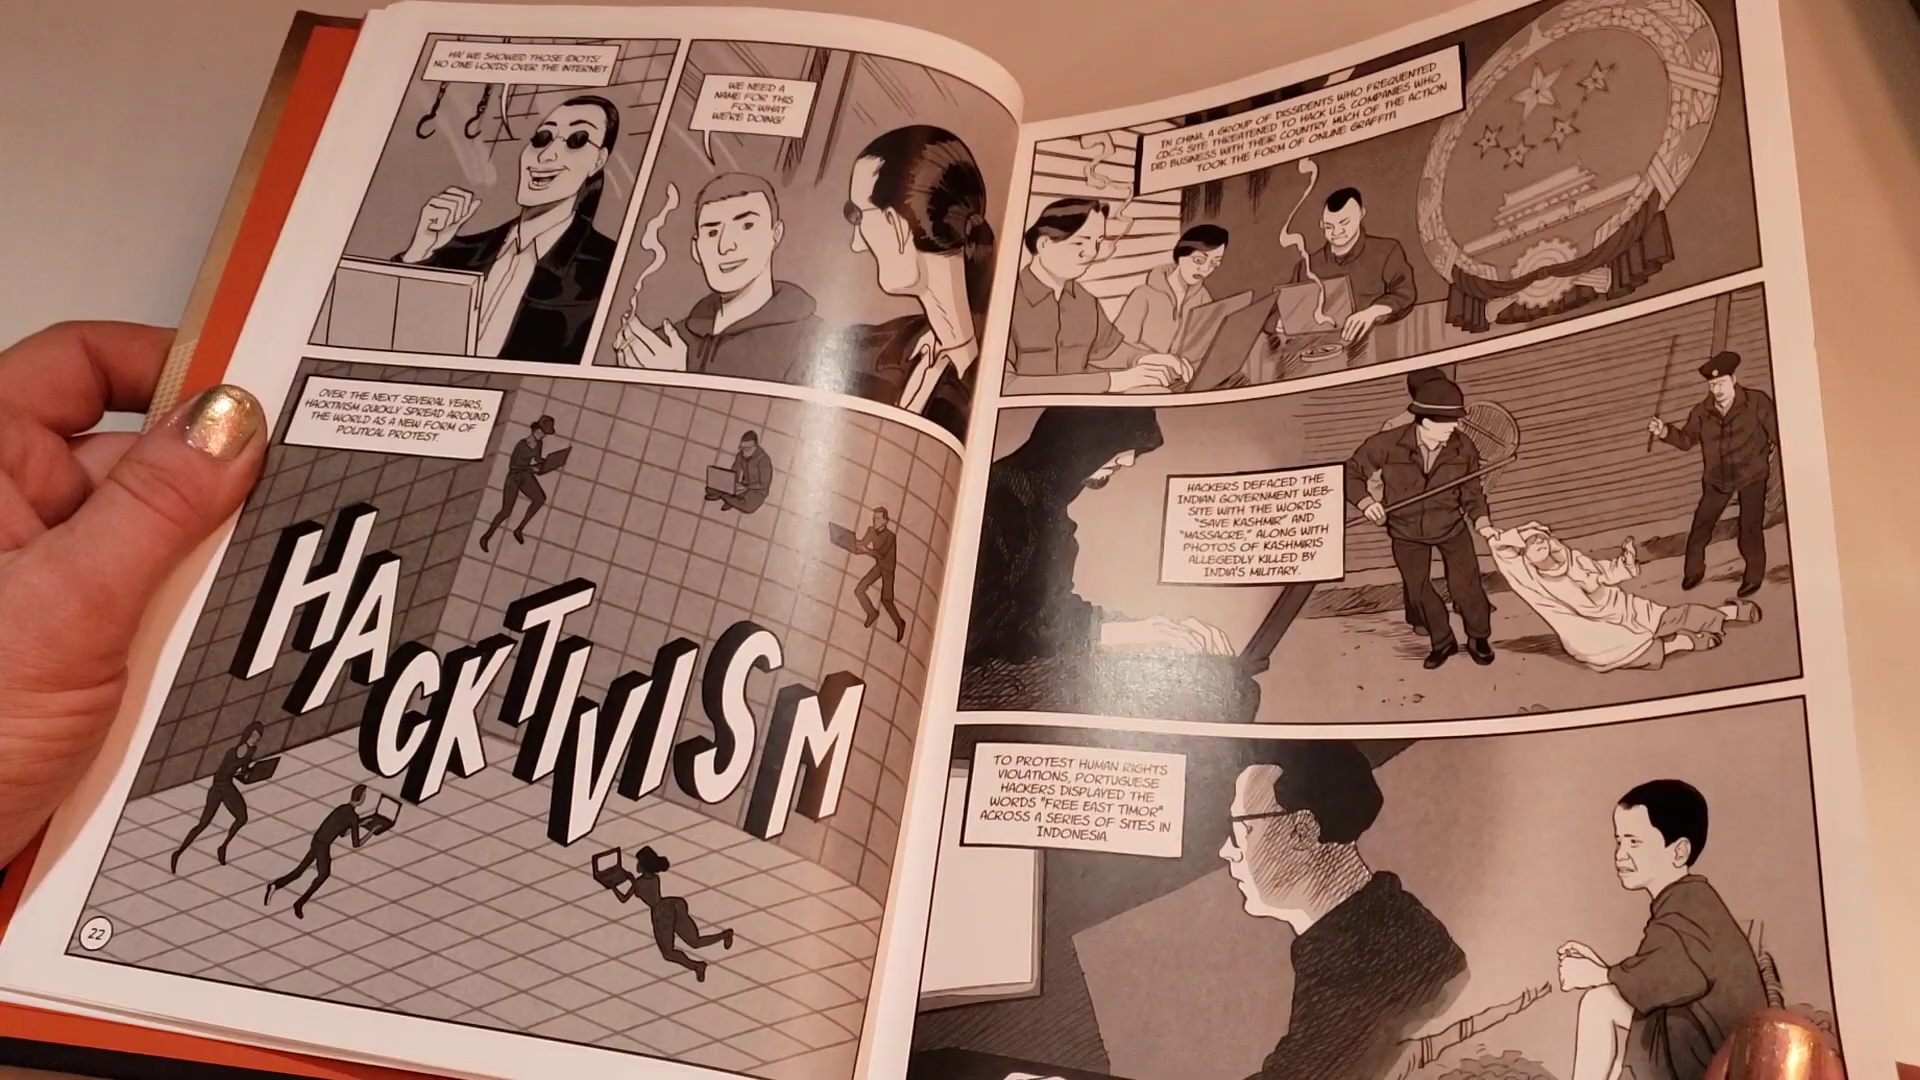 HA! WE SHOWED THOSE IDIOTS!
NO ONE LORDS OVER THE INTERNET
WE NEED A
NAME FOR THIS
FOR WHAT
WE'RE DOING!
OVER THE NEXT SEVERAL YEARS,
HACKTIVISM QUICKLY SPREAD AROUND
THE WORLD AS A NEW FORM OF
POLITICAL PROTEST.
HACKTIVISM
22
IN CHINA, A GROUP OF DISSIDENTS WHO FREQUENTED
CDC'S SITE THREATENED TO HACK U.S. COMPANIES WHO
DID BUSINESS WITH THEIR COUNTRY. MUCH OF THE ACTION
TOOK THE FORM OF ONLINE GRAFFITI.
HACKERS DEFACED THE
INDIAN GOVERNMENT WEB-
SITE WITH THE WORDS
"SAVE KASHMIR" AND
"MASSACRE," ALONG WITH
PHOTOS OF KASHMIRIS
ALLEGEDLY KILLED BY
INDIA'S MILITARY.
TO PROTEST HUMAN RIGHTS
VIOLATIONS, PORTUGUESE
HACKERS DISPLAYED THE
WORDS "FREE EAST TIMOR"
ACROSS A SERIES OF SITES IN
INDONESIA.